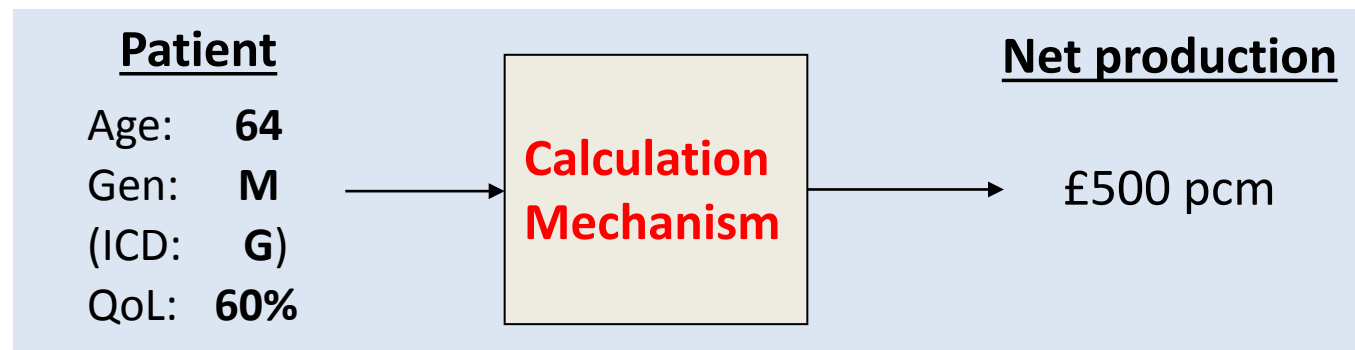 Patient
Age: 64
Gen: M
(ICD: G)
QoL: 60%
Calculation
Mechanism
Net production
£500 pcm